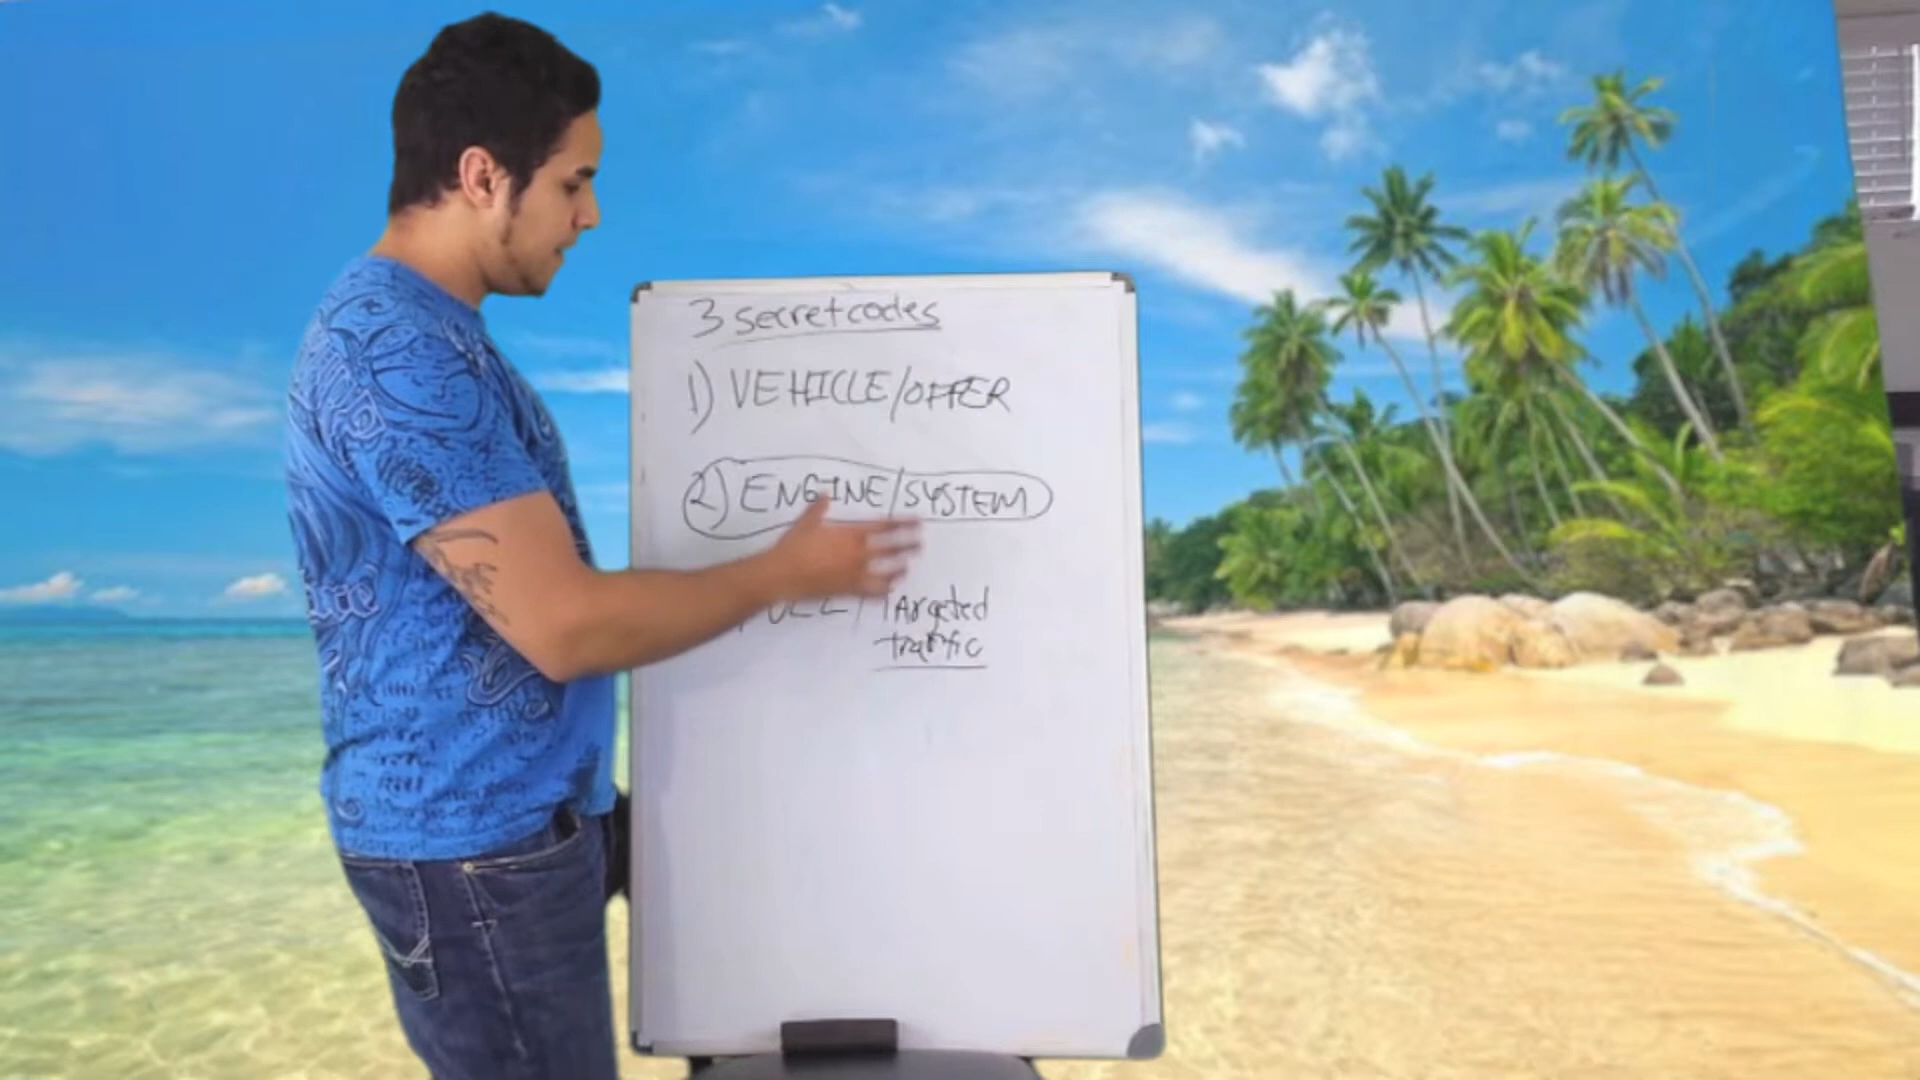 3 secret codes
1) VEHICLE/OFFER
2) ENGINE/SYSTEM
/ Targeted
traffic